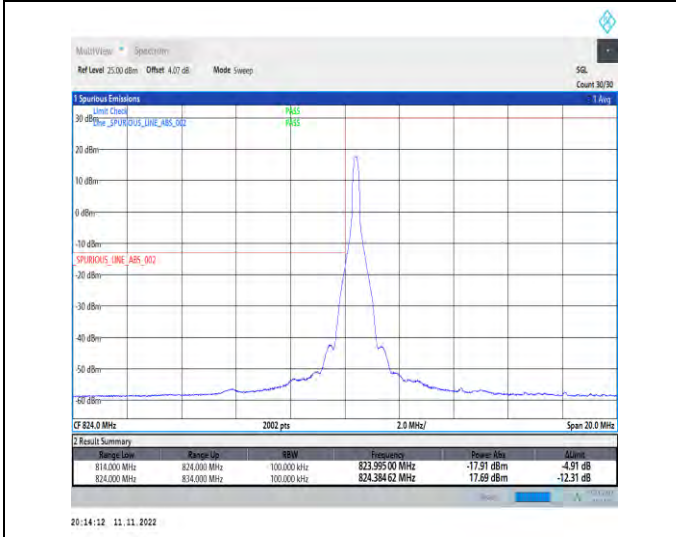 MultiView Spectrum
Ref Level 25.00 dBm Offset 4.07 dB Mode Sweep SGL
Count 30/30
1 Spurious Emissions 1 Avg
Limit Check PASS
30 dBm
Line _SPURIOUS_LINE_ABS_002 PASS
20 dBm
10 dBm
0 dBm
-10 dBm
_SPURIOUS_LINE_ABS_002
-20 dBm
-30 dBm
-40 dBm
-50 dBm
-60 dBm
CF 824.0 MHz 2002 pts 2.0 MHz/ Span 20.0 MHz
2 Result Summary
Range Low Range Up RBW Frequency Power Abs ΔLimit
814.000 MHz 824.000 MHz 100.000 kHz 823.99500 MHz -17.91 dBm -4.91 dB
824.000 MHz 834.000 MHz 100.000 kHz 824.38462 MHz 17.69 dBm -12.31 dB
20:14:12 11.11.2022